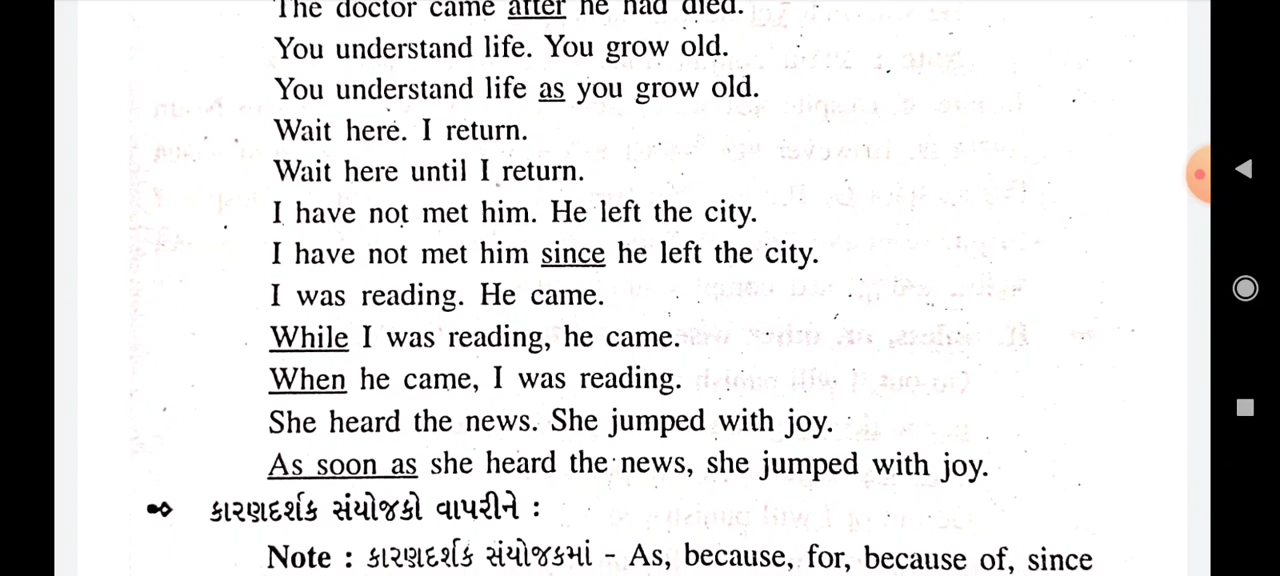 The doctor came after he had died.
You understand life. You grow old.
You understand life as you grow old.
Wait here. I return.
Wait here until I return.
I have not met him. He left the city.
I have not met him since he left the city.
I was reading. He came.
While I was reading, he came.
When he came, I was reading.
She heard the news. She jumped with joy.
As soon as she heard the news, she jumped with joy.
કારણદર્શક સંયોજકો વાપરીને :
Note : કારણદર્શક સંયોજકમાં – As, because, for, because of, since